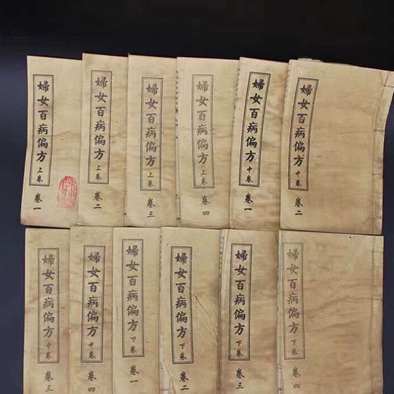 婦女百病偏方 上卷 卷一
婦女百病偏方 上卷 卷二
婦女百病偏方 上卷 卷三
婦女百病偏方 上卷 卷四
婦女百病偏方 中卷 卷一
婦女百病偏方 中卷 卷二
婦女百病偏方 中卷 卷三
婦女百病偏方 中卷 卷四
婦女百病偏方 下卷 卷一
婦女百病偏方 下卷 卷二
婦女百病偏方 下卷 卷三
婦女百病偏方 下卷 卷四